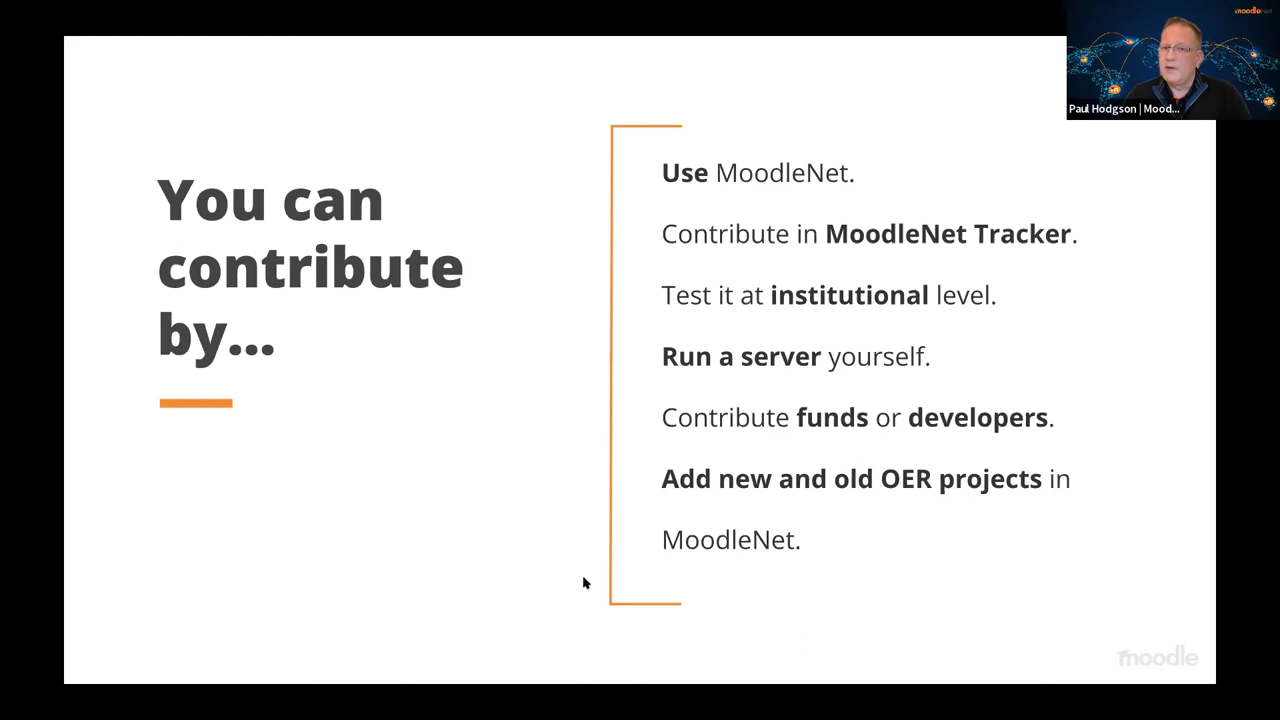 moodleNet
Paul Hodgson | Mood...
You can
contribute
by...
Use MoodleNet.
Contribute in MoodleNet Tracker.
Test it at institutional level.
Run a server yourself.
Contribute funds or developers.
Add new and old OER projects in
MoodleNet.
moodle